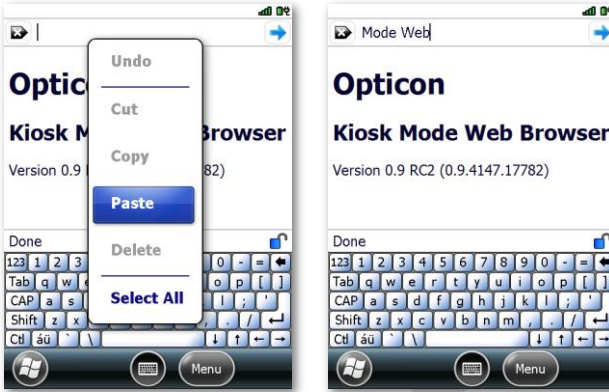 Undo
Cut
Copy
Paste
Delete
Select All
Optic
Kiosk M
Browser
Version 0.9
82)
Done
123 1 2 3 0 - =
Tab q w e o p [ ]
CAP a s l ; '
Shift z x , . /
Ctl áü ` \
Menu
Mode Web
Opticon
Kiosk Mode Web Browser
Version 0.9 RC2 (0.9.4147.17782)
Done
123 1 2 3 4 5 6 7 8 9 0 - =
Tab q w e r t y u i o p [ ]
CAP a s d f g h j k l ; '
Shift z x c v b n m , . /
Ctl áü ` \
Menu